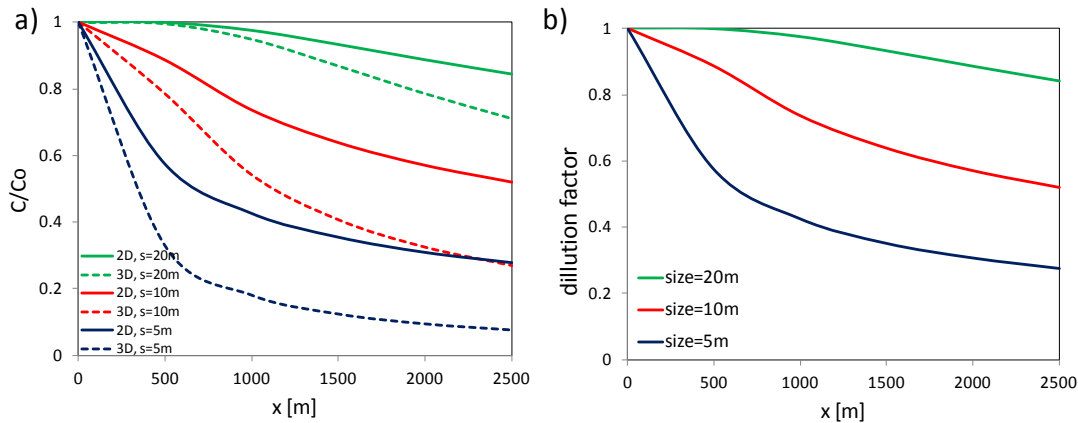 a)
1
0.8
0.6
0.4
0.2
0
C/Co
2D, s=20m
3D, s=20m
2D, s=10m
3D, s=10m
2D, s=5m
3D, s=5m
0 500 1000 1500 2000 2500
x [m]
b)
1
0.8
0.6
0.4
0.2
0
dillution factor
size=20m
size=10m
size=5m
0 500 1000 1500 2000 2500
x [m]